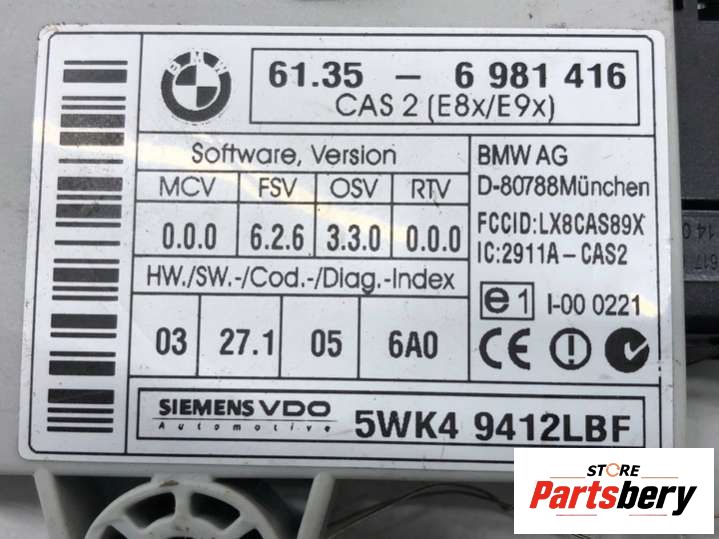 BMW
61.35 - 6 981 416
CAS 2 (E8x/E9x)
Software, Version
MCV FSV OSV RTV
0.0.0 6.2.6 3.3.0 0.0.0
HW./SW.-/Cod.-/Diag.-Index
03 27.1 05 6A0
BMW AG
D-80788München
FCCID:LX8CAS89X
IC:2911A-CAS2
e1 I-00 0221
CE
SIEMENS VDO
Automotive
5WK4 9412LBF
STORE
Partsbery